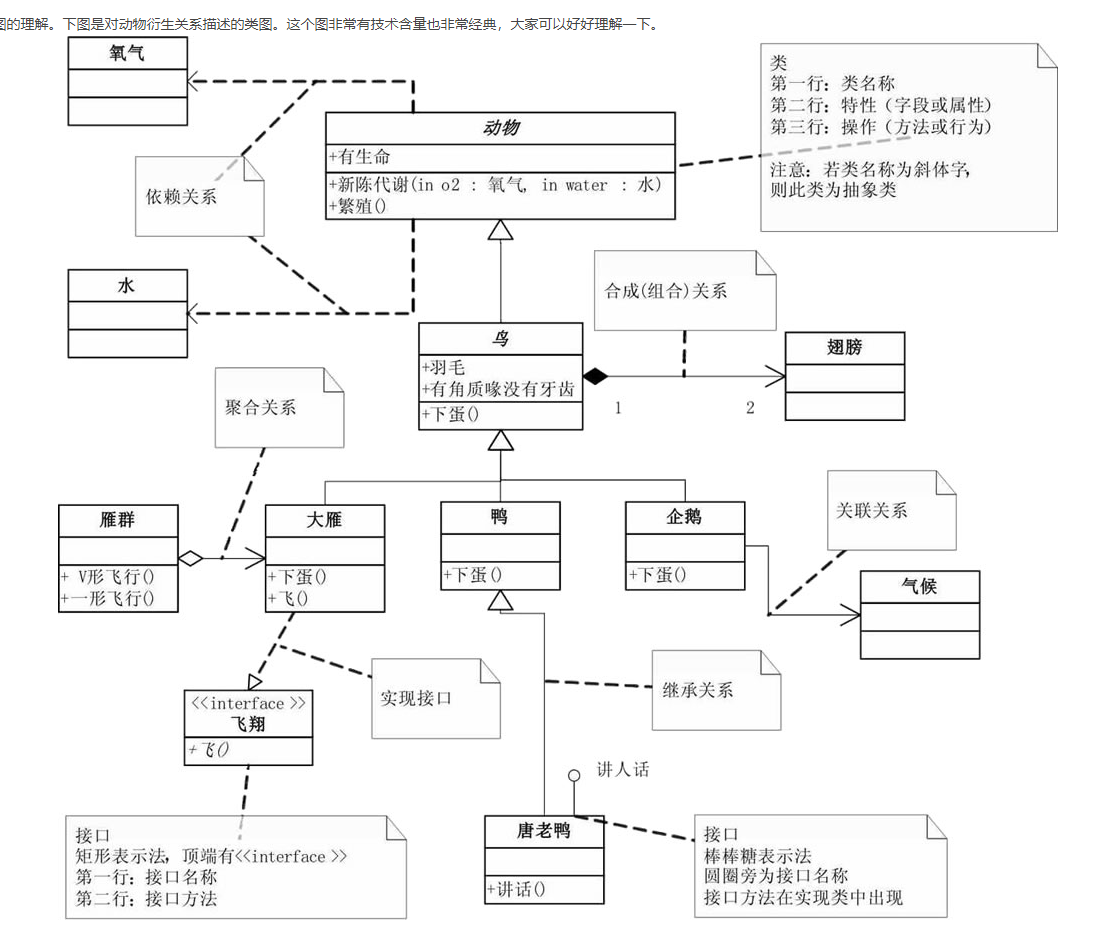 图的理解。下图是对动物衍生关系描述的类图。这个图非常有技术含量也非常经典，大家可以好好理解一下。
氧气
类
第一行：类名称
第二行：特性（字段或属性）
第三行：操作（方法或行为）
注意：若类名称为斜体字，
则此类为抽象类
动物
+有生命
+新陈代谢(in o2 : 氧气, in water : 水)
+繁殖()
依赖关系
水
合成(组合)关系
鸟
+羽毛
+有角质喙没有牙齿
+下蛋()
1
2
翅膀
聚合关系
雁群
+ V形飞行()
+一形飞行()
大雁
+下蛋()
+飞()
鸭
+下蛋()
企鹅
+下蛋()
关联关系
气候
<<interface >>
飞翔
+飞()
实现接口
继承关系
讲人话
唐老鸭
+讲话()
接口
矩形表示法，顶端有<<interface >>
第一行：接口名称
第二行：接口方法
接口
棒棒糖表示法
圆圈旁为接口名称
接口方法在实现类中出现